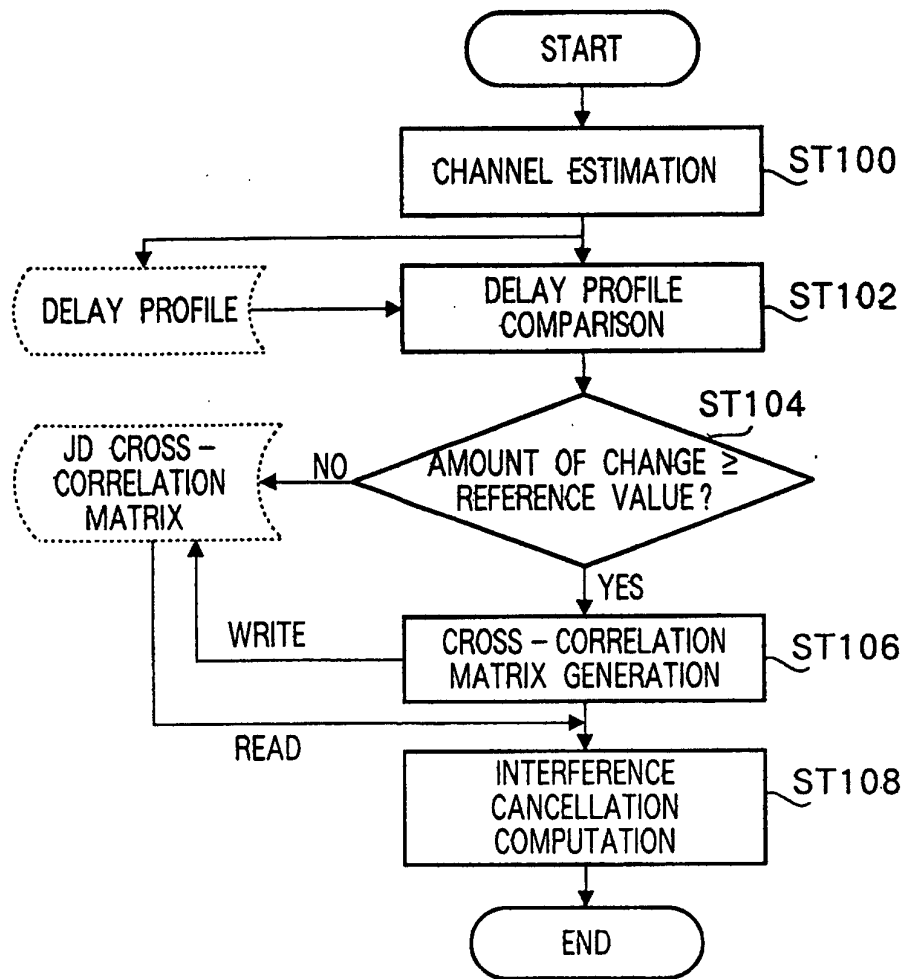 START
CHANNEL ESTIMATION
ST100
DELAY PROFILE
DELAY PROFILE
COMPARISON
ST102
ST104
JD CROSS-
CORRELATION
MATRIX
NO
AMOUNT OF CHANGE ≥
REFERENCE VALUE?
YES
WRITE
CROSS-CORRELATION
MATRIX GENERATION
ST106
READ
INTERFERENCE
CANCELLATION
COMPUTATION
ST108
END